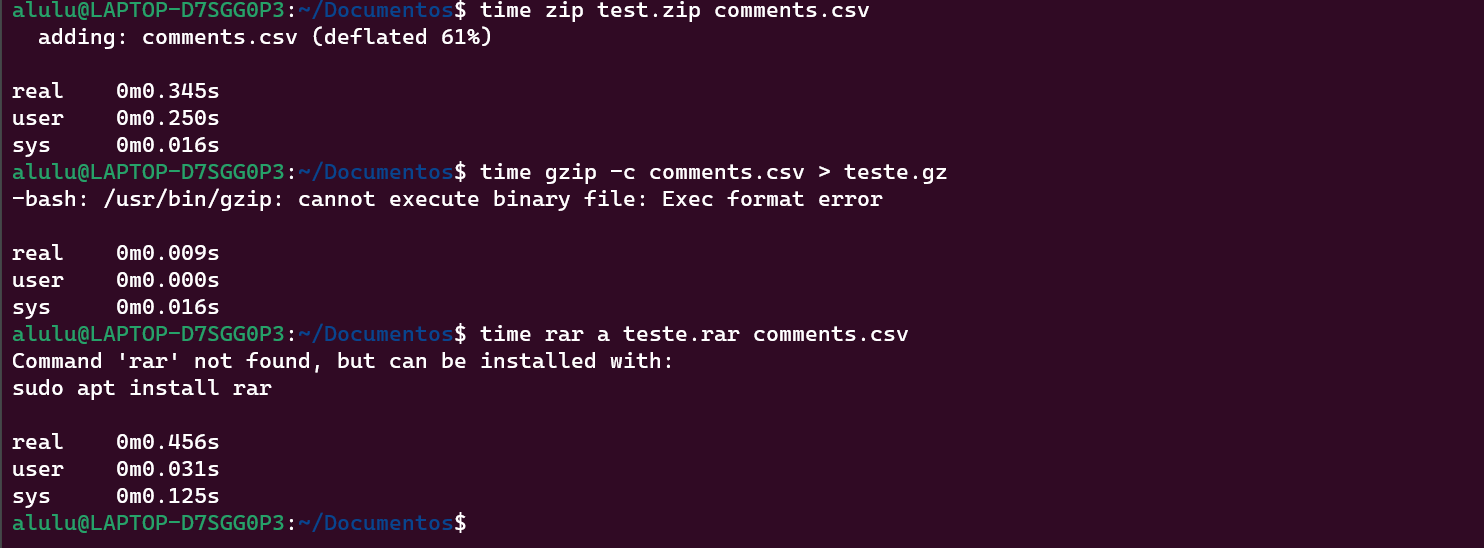 alulu@LAPTOP-D7SGG0P3:~/Documentos$ time zip test.zip comments.csv
  adding: comments.csv (deflated 61%)

real    0m0.345s
user    0m0.250s
sys     0m0.016s
alulu@LAPTOP-D7SGG0P3:~/Documentos$ time gzip -c comments.csv > teste.gz
-bash: /usr/bin/gzip: cannot execute binary file: Exec format error

real    0m0.009s
user    0m0.000s
sys     0m0.016s
alulu@LAPTOP-D7SGG0P3:~/Documentos$ time rar a teste.rar comments.csv
Command 'rar' not found, but can be installed with:
sudo apt install rar

real    0m0.456s
user    0m0.031s
sys     0m0.125s
alulu@LAPTOP-D7SGG0P3:~/Documentos$